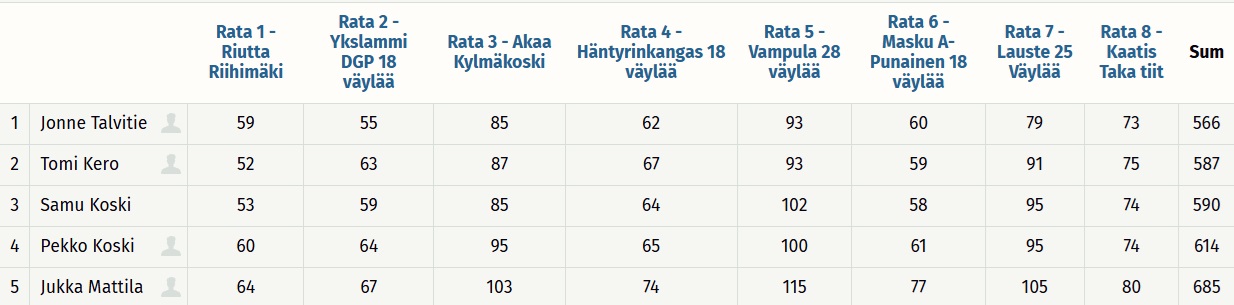 Rata 1 - Riutta Riihimäki Rata 2 - Ykslammi DGP 18 väylää Rata 3 - Akaa Kylmäkoski Rata 4 - Häntyrinkangas 18 väylää Rata 5 - Vampula 28 väylää Rata 6 - Masku A-Punainen 18 väylää Rata 7 - Lauste 25 Väylää Rata 8 - Kaatis Taka tiit Sum
1 Jonne Talvitie 59 55 85 62 93 60 79 73 566
2 Tomi Kero 52 63 87 67 93 59 91 75 587
3 Samu Koski 53 59 85 64 102 58 95 74 590
4 Pekko Koski 60 64 95 65 100 61 95 74 614
5 Jukka Mattila 64 67 103 74 115 77 105 80 685